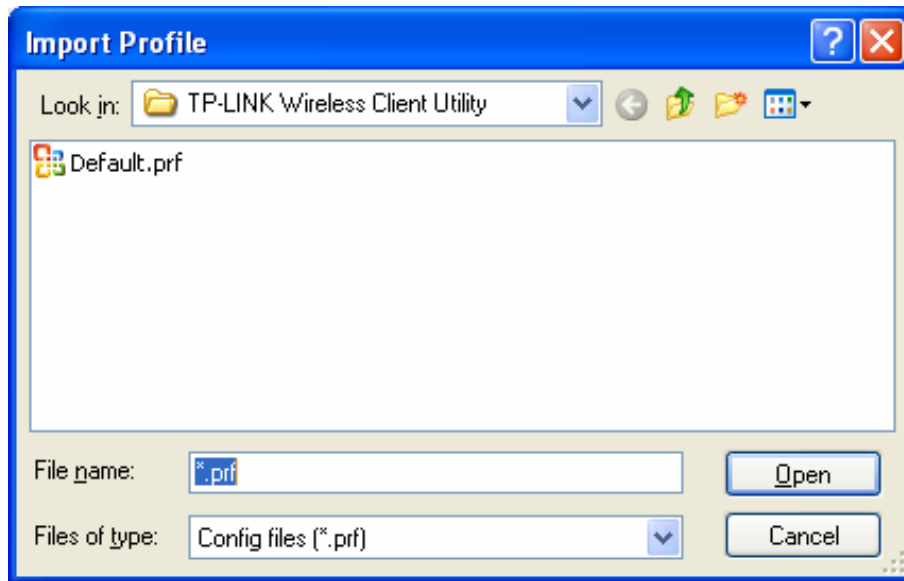 Import Profile
Look in: TP-LINK Wireless Client Utility
Default.prf
File name: *.prf
Open
Files of type: Config files (*.prf)
Cancel